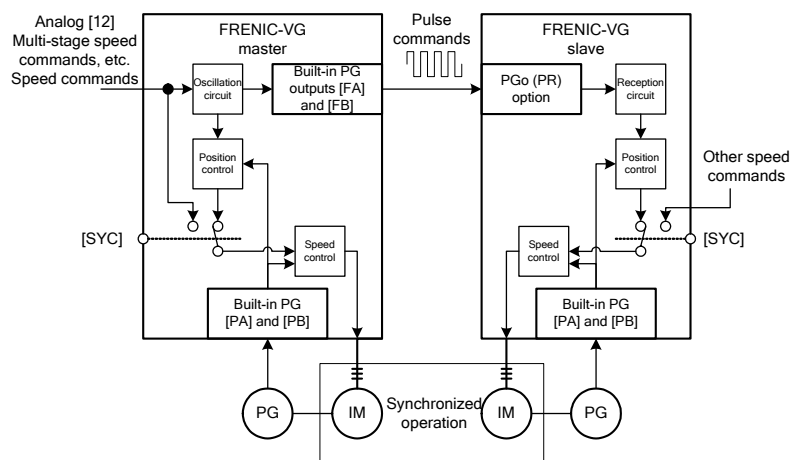 Analog [12]
Multi-stage speed
commands, etc.
Speed commands
FRENIC-VG
master
Oscillation
circuit
Built-in PG
outputs [FA]
and [FB]
Position
control
[SYC]
Speed
control
Built-in PG
[PA] and [PB]
PG
IM
Pulse
commands
FRENIC-VG
slave
PGo (PR)
option
Reception
circuit
Position
control
Other speed
commands
[SYC]
Speed
control
Built-in PG
[PA] and [PB]
Synchronized
operation
IM
PG